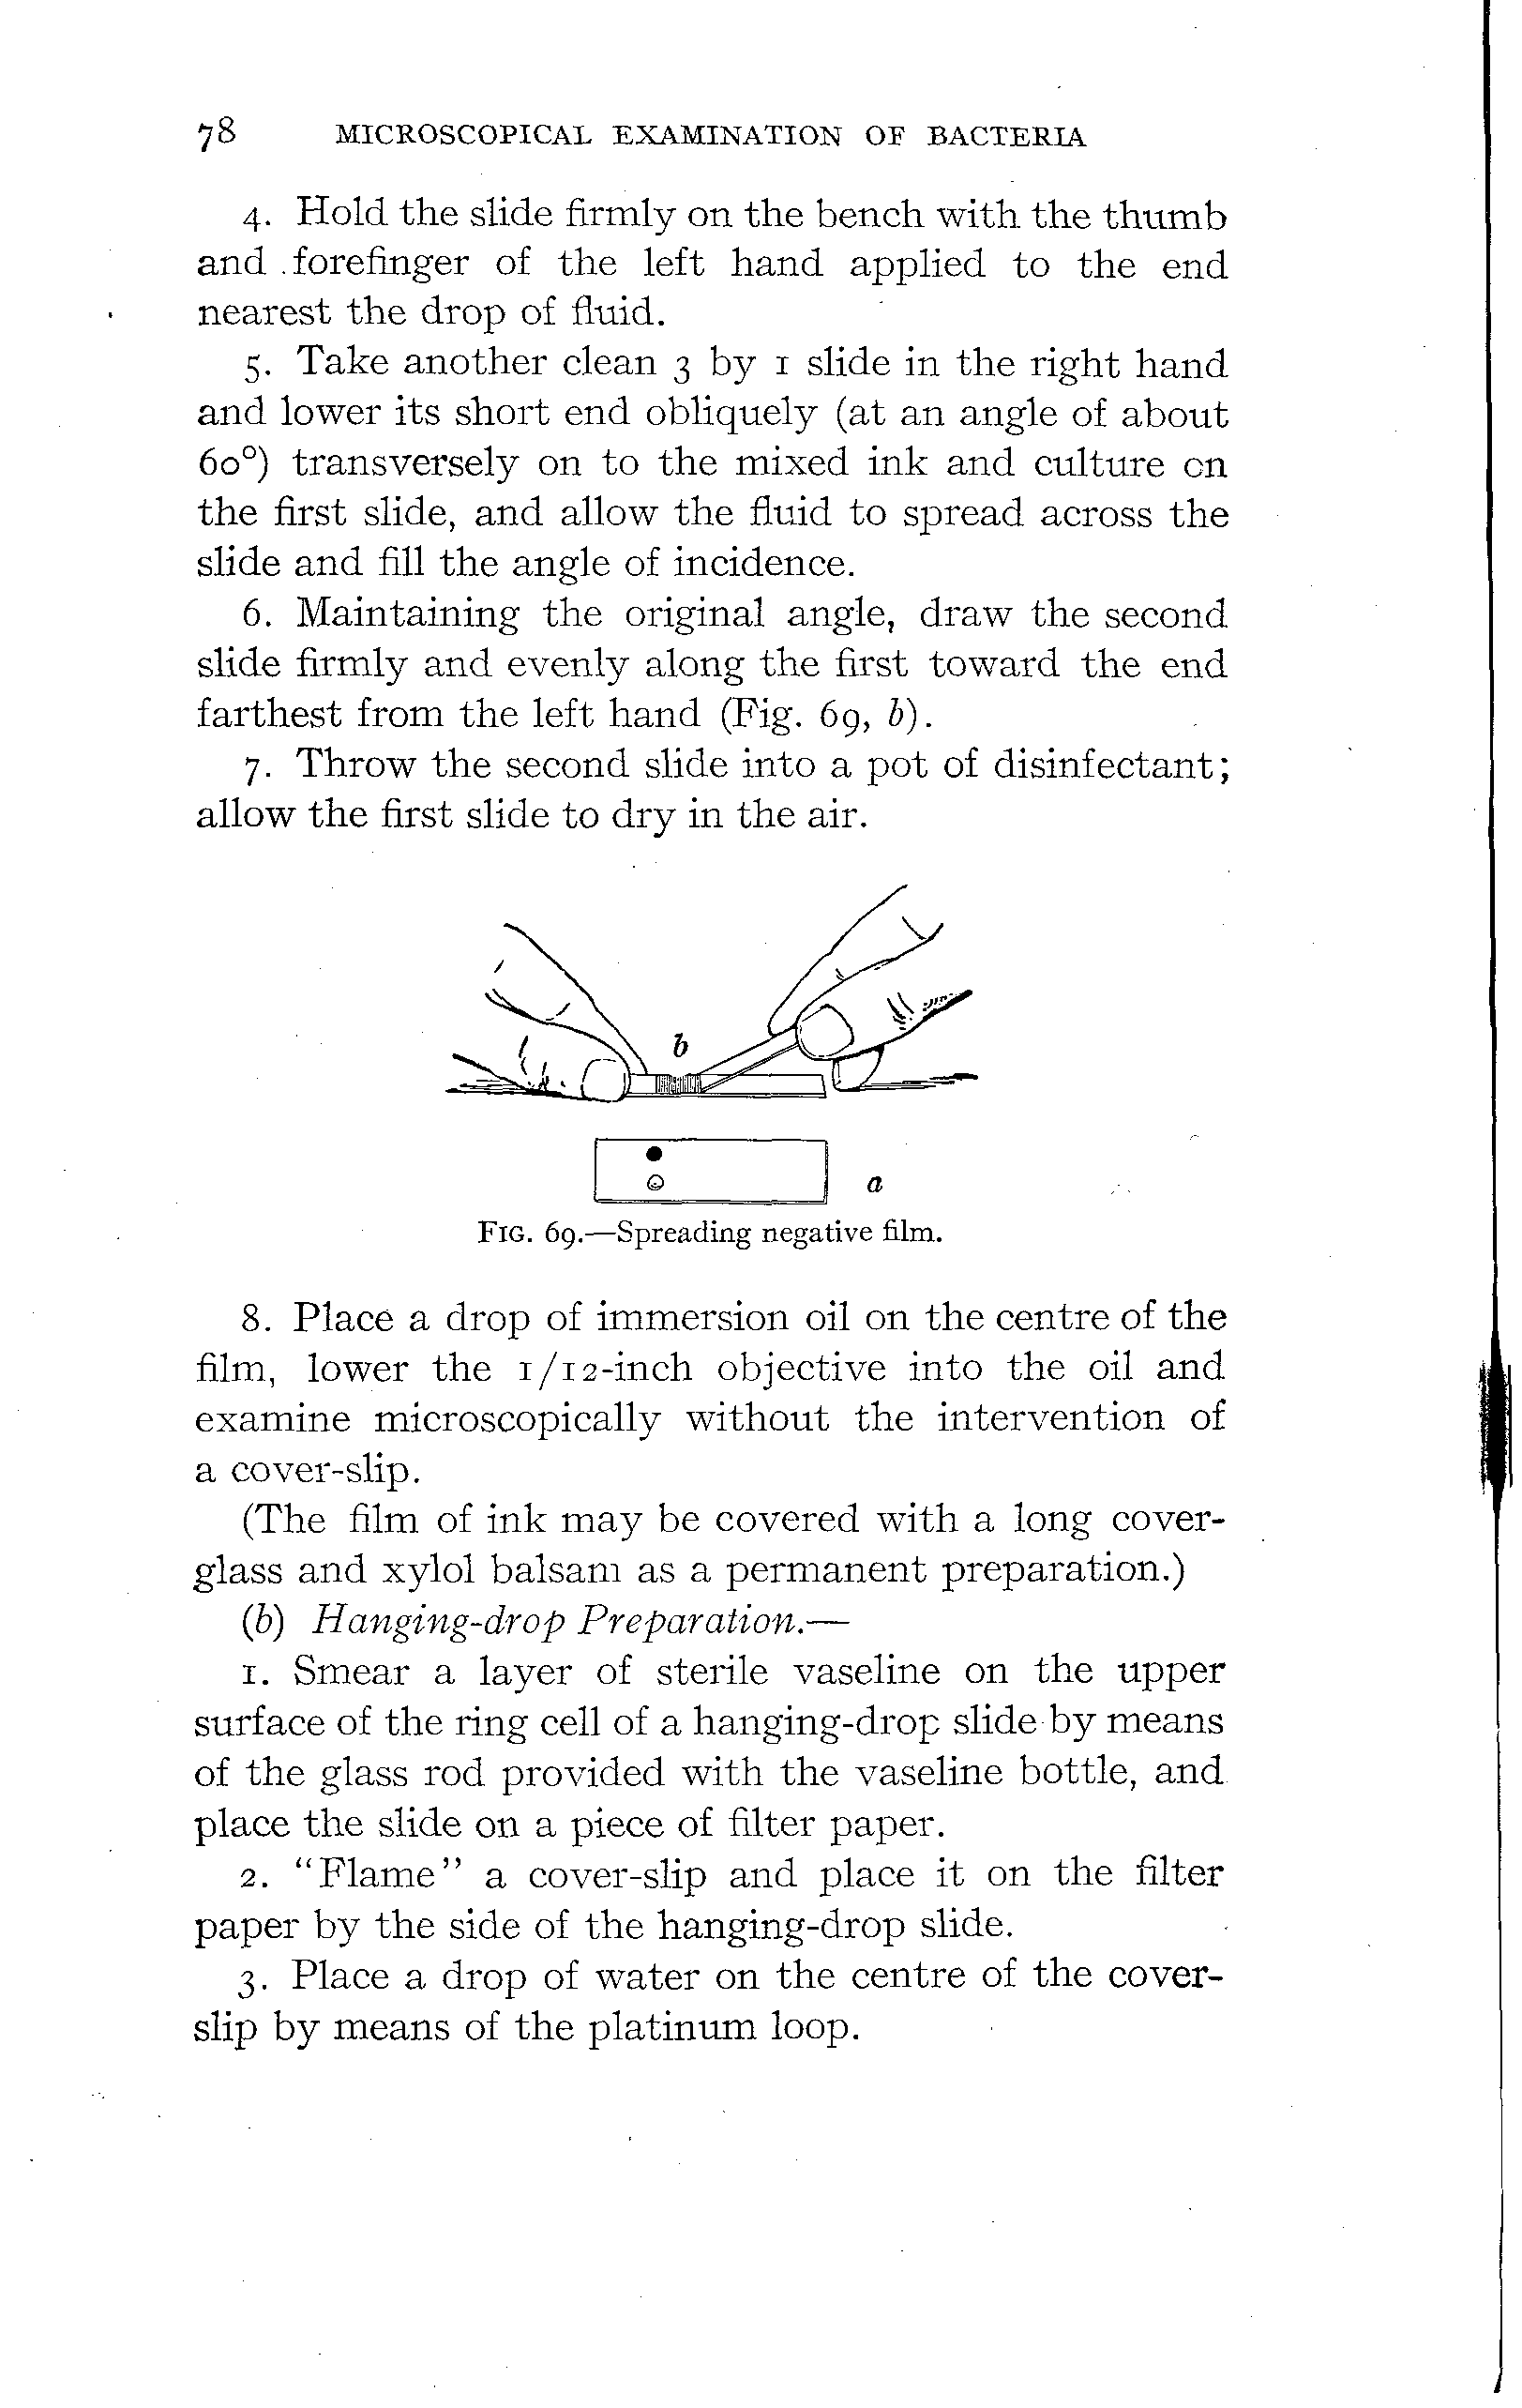 78 MICROSCOPICAL EXAMINATION OF BACTERIA
4. Hold the slide firmly on the bench with the thumb
and forefinger of the left hand applied to the end
nearest the drop of fluid.
5. Take another clean 3 by 1 slide in the right hand
and lower its short end obliquely (at an angle of about
60°) transversely on to the mixed ink and culture on
the first slide, and allow the fluid to spread across the
slide and fill the angle of incidence.
6. Maintaining the original angle, draw the second
slide firmly and evenly along the first toward the end
farthest from the left hand (Fig. 69, b).
7. Throw the second slide into a pot of disinfectant;
allow the first slide to dry in the air.
b
a
FIG. 69.—Spreading negative film.
8. Place a drop of immersion oil on the centre of the
film, lower the 1/12-inch objective into the oil and
examine microscopically without the intervention of
a cover-slip.
(The film of ink may be covered with a long cover-
glass and xylol balsam as a permanent preparation.)
(b) Hanging-drop Preparation.—
1. Smear a layer of sterile vaseline on the upper
surface of the ring cell of a hanging-drop slide by means
of the glass rod provided with the vaseline bottle, and
place the slide on a piece of filter paper.
2. "Flame" a cover-slip and place it on the filter
paper by the side of the hanging-drop slide.
3. Place a drop of water on the centre of the cover-
slip by means of the platinum loop.